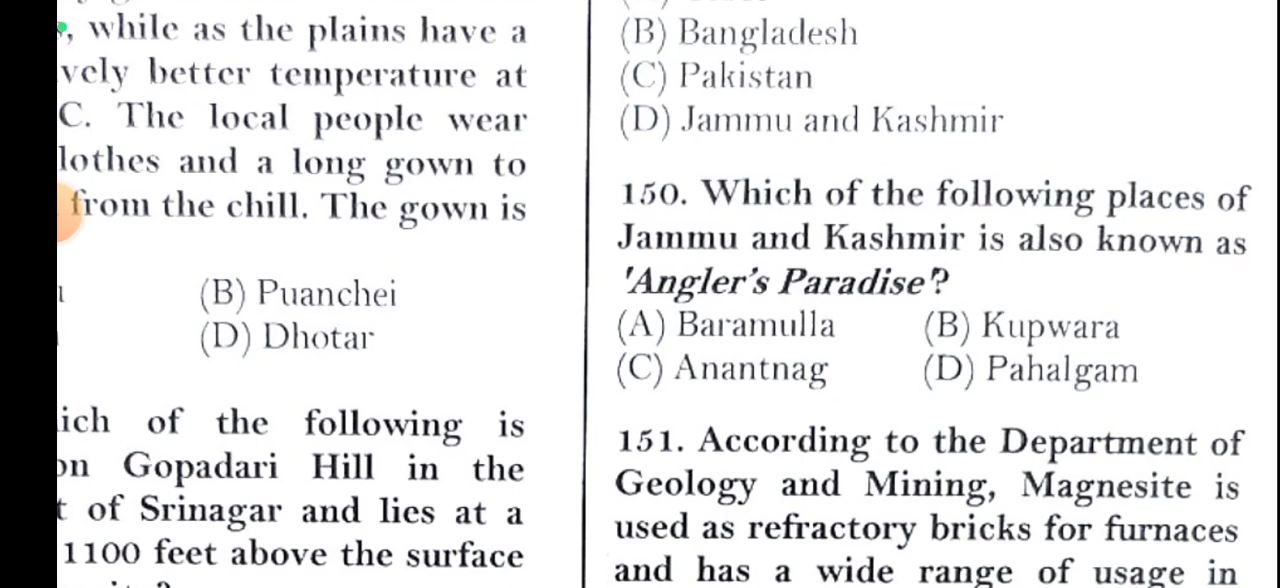 , while as the plains have a
vely better temperature at
C. The local people wear
lothes and a long gown to
from the chill. The gown is
(B) Puanchei
(D) Dhotar
ich of the following is
on Gopadari Hill in the
t of Srinagar and lies at a
1100 feet above the surface
(B) Bangladesh
(C) Pakistan
(D) Jammu and Kashmir
150. Which of the following places of
Jammu and Kashmir is also known as
'Angler's Paradise'?
(A) Baramulla (B) Kupwara
(C) Anantnag (D) Pahalgam
151. According to the Department of
Geology and Mining, Magnesite is
used as refractory bricks for furnaces
and has a wide range of usage in